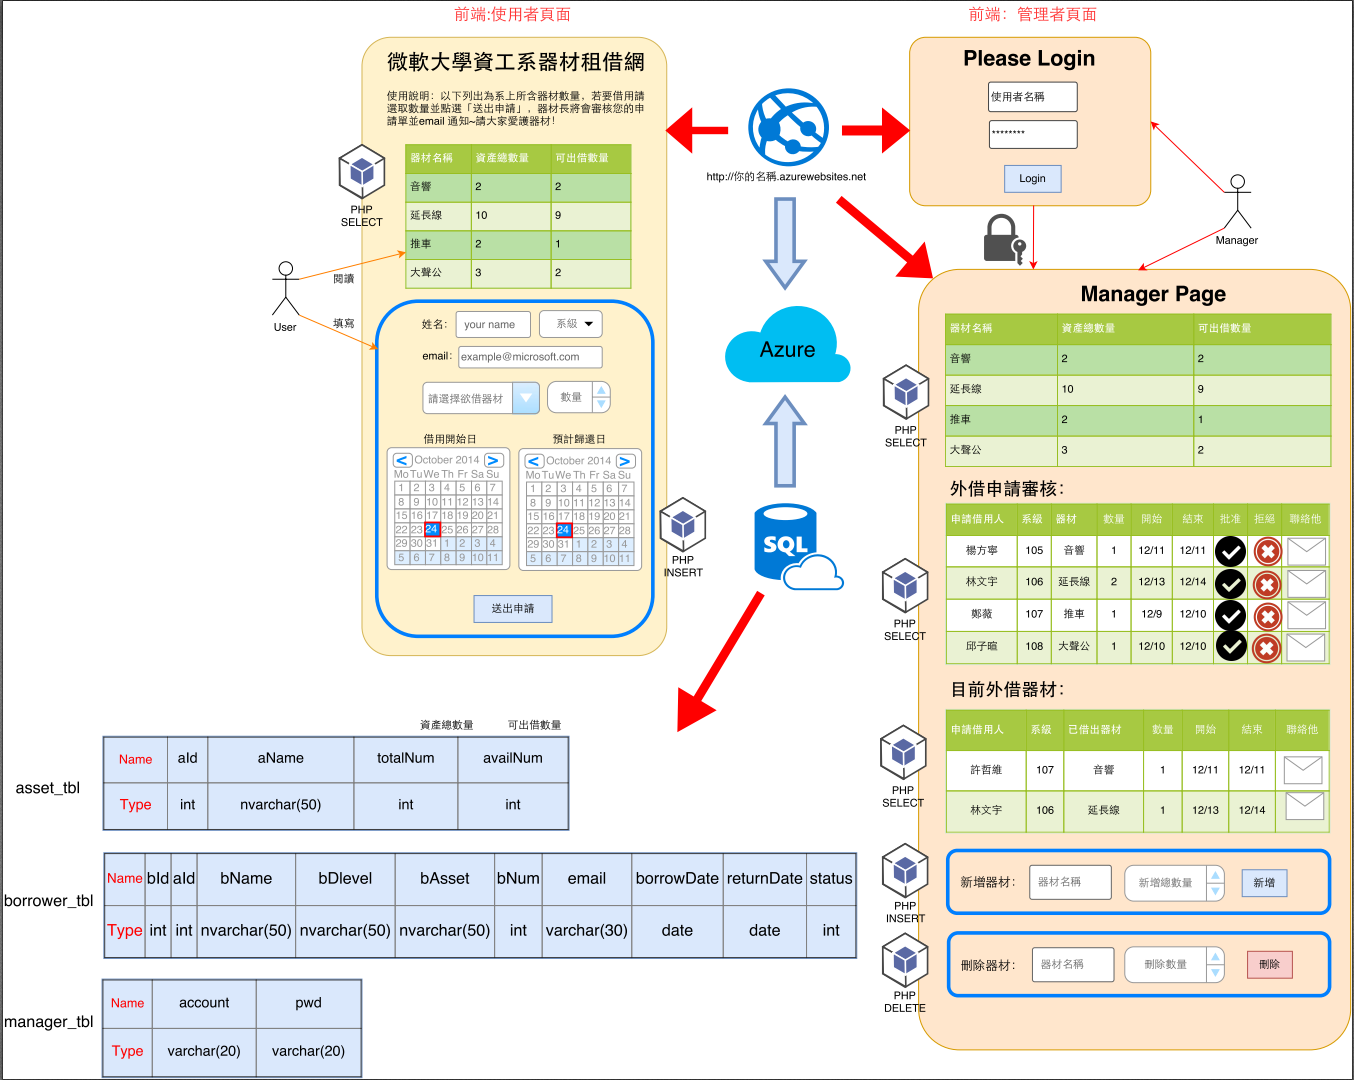 前端:使用者頁面
微軟大學資工系器材租借網
使用說明：以下列出為系上所含器材數量，若要借用請
選取數量並點選「送出申請」，器材長將會審核您的申
請單並email 通知~請大家愛護器材！
器材名稱 資產總數量 可出借數量
音響 2 2
延長線 10 9
推車 2 1
大聲公 3 2
PHP
SELECT
閱讀
User
填寫
姓名: your name 系級
email: example@microsoft.com
請選擇欲借器材 數量
借用開始日 預計歸還日
< October 2014 >
Mo Tu We Th Fr Sa Su
1 2 3 4 5 6 7
8 9 10 11 12 13 14
15 16 17 18 19 20 21
22 23 24 25 26 27 28
29 30 31 1 2 3 4
5 6 7 8 9 10 11
< October 2014 >
Mo Tu We Th Fr Sa Su
1 2 3 4 5 6 7
8 9 10 11 12 13 14
15 16 17 18 19 20 21
22 23 24 25 26 27 28
29 30 31 1 2 3 4
5 6 7 8 9 10 11
PHP
INSERT
送出申請
http://你的名稱.azurewebsites.net
Azure
SQL
前端：管理者頁面
Please Login
使用者名稱
********
Login
Manager
Manager Page
器材名稱 資產總數量 可出借數量
音響 2 2
延長線 10 9
推車 2 1
大聲公 3 2
PHP
SELECT
外借申請審核：
申請借用人 系級 器材 數量 開始 結束 批准 拒絕 聯絡他
楊方寧 105 音響 1 12/11 12/11
林文宇 106 延長線 2 12/13 12/14
鄭薇 107 推車 1 12/9 12/10
邱子暄 108 大聲公 1 12/10 12/10
PHP
SELECT
目前外借器材：
申請借用人 系級 已借出器材 數量 開始 結束 聯絡他
許哲維 107 音響 1 12/11 12/11
林文宇 106 延長線 1 12/13 12/14
PHP
SELECT
新增器材： 器材名稱 新增總數量 新增
PHP
INSERT
刪除器材： 器材名稱 刪除數量 刪除
PHP
DELETE
資產總數量 可出借數量
asset_tbl
Name aId aName totalNum availNum
Type int nvarchar(50) int int
borrower_tbl
Name bId aId bName bDlevel bAsset bNum email borrowDate returnDate status
Type int int nvarchar(50) nvarchar(50) nvarchar(50) int varchar(30) date date int
manager_tbl
Name account pwd
Type varchar(20) varchar(20)